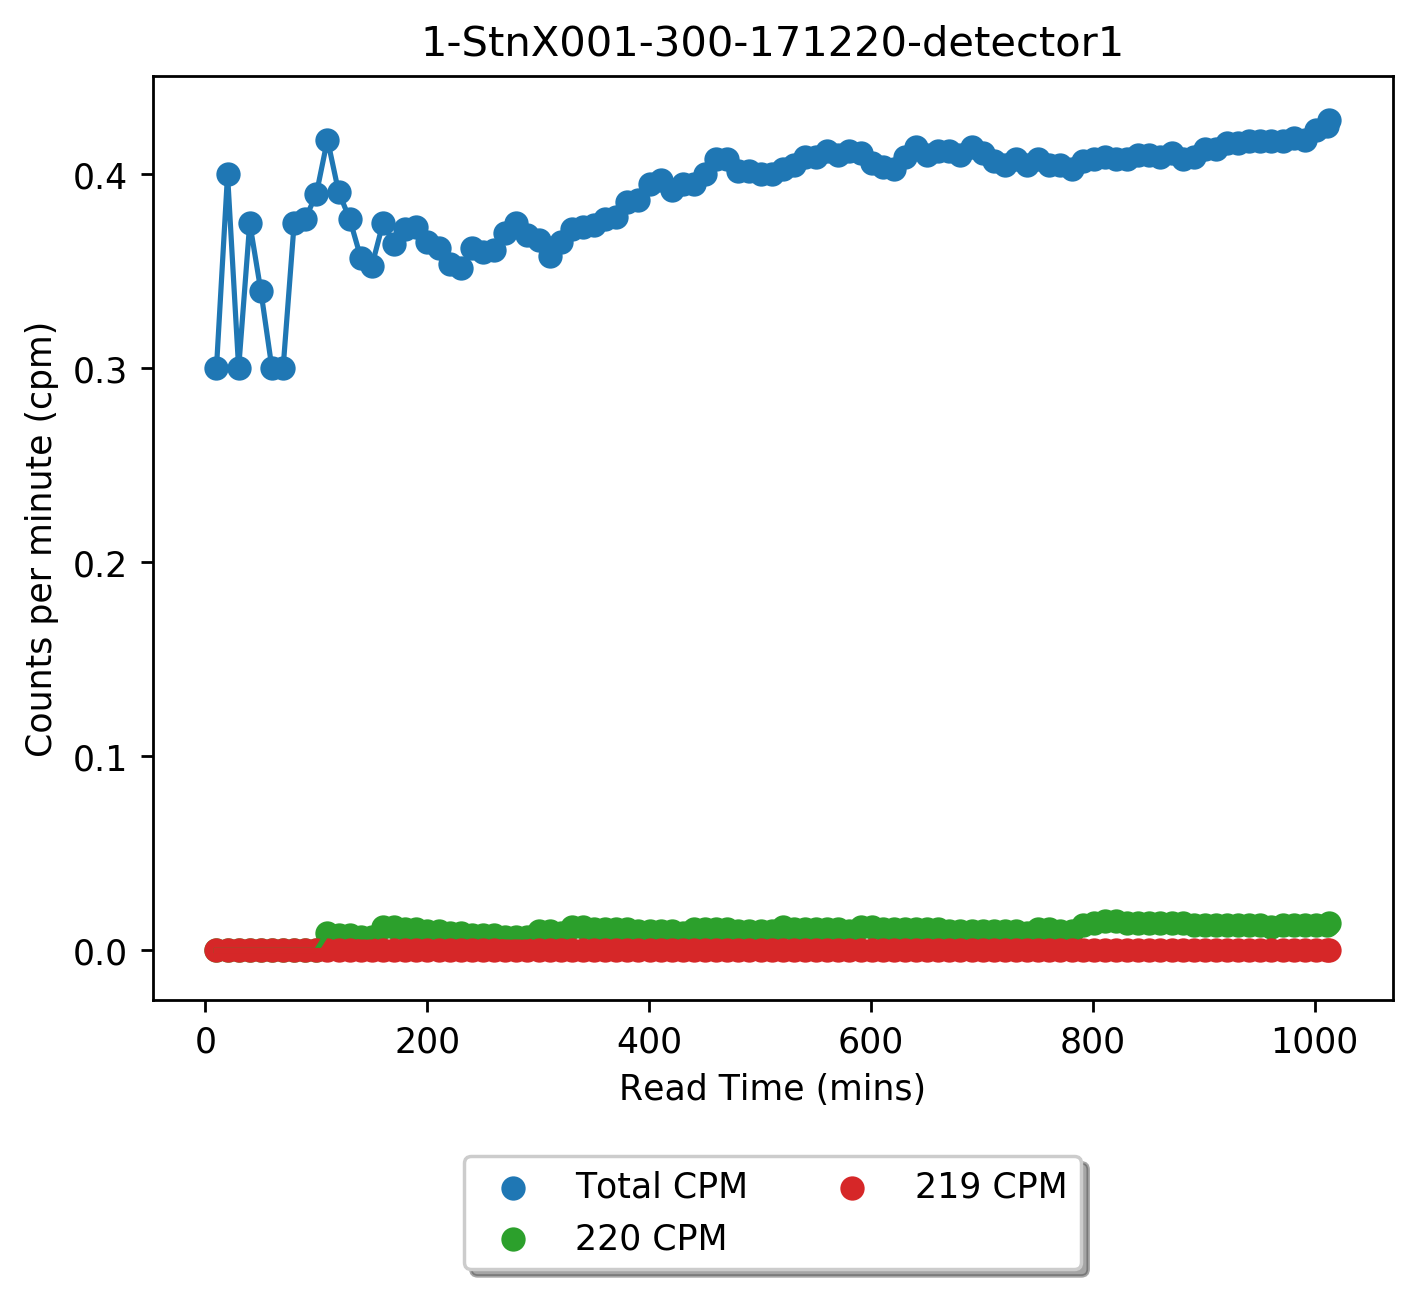 1-StnX001-300-171220-detector1
Counts per minute (cpm)
0.4
0.3
0.2
0.1
0.0
0 200 400 600 800 1000
Read Time (mins)
Total CPM 219 CPM
220 CPM